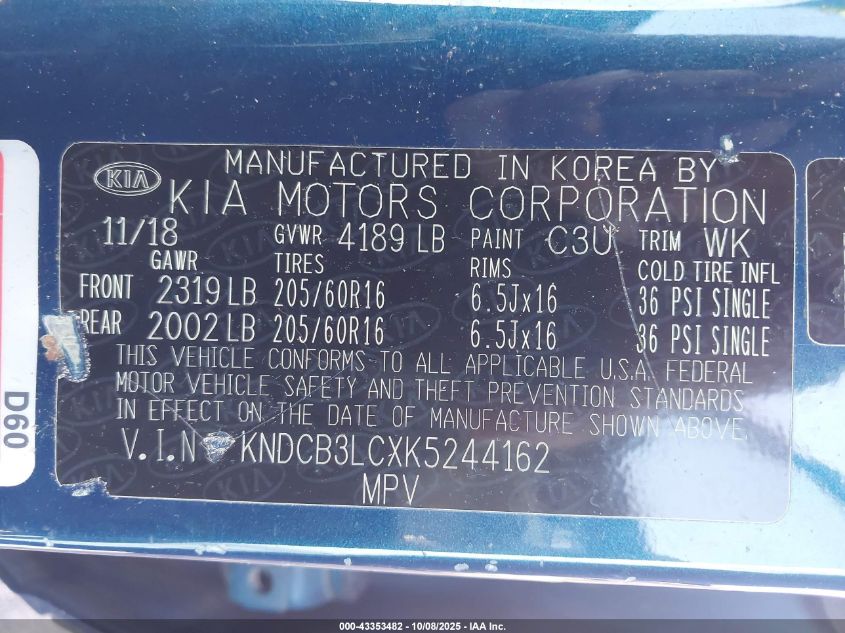 MANUFACTURED IN KOREA BY
KIA KIA MOTORS CORPORATION
11/18 GVWR 4189 LB PAINT C3U TRIM WK
GAWR TIRES RIMS COLD TIRE INFL
FRONT 2319 LB 205/60R16 6.5Jx16 36 PSI SINGLE
REAR 2002 LB 205/60R16 6.5Jx16 36 PSI SINGLE
THIS VEHICLE CONFORMS TO ALL APPLICABLE U.S.A. FEDERAL
MOTOR VEHICLE SAFETY AND THEFT PREVENTION STANDARDS
IN EFFECT ON THE DATE OF MANUFACTURE SHOWN ABOVE.
V.I.N KNDCB3LCXK5244162
MPV
D60
000-43353482 - 10/08/2025 - IAA Inc.